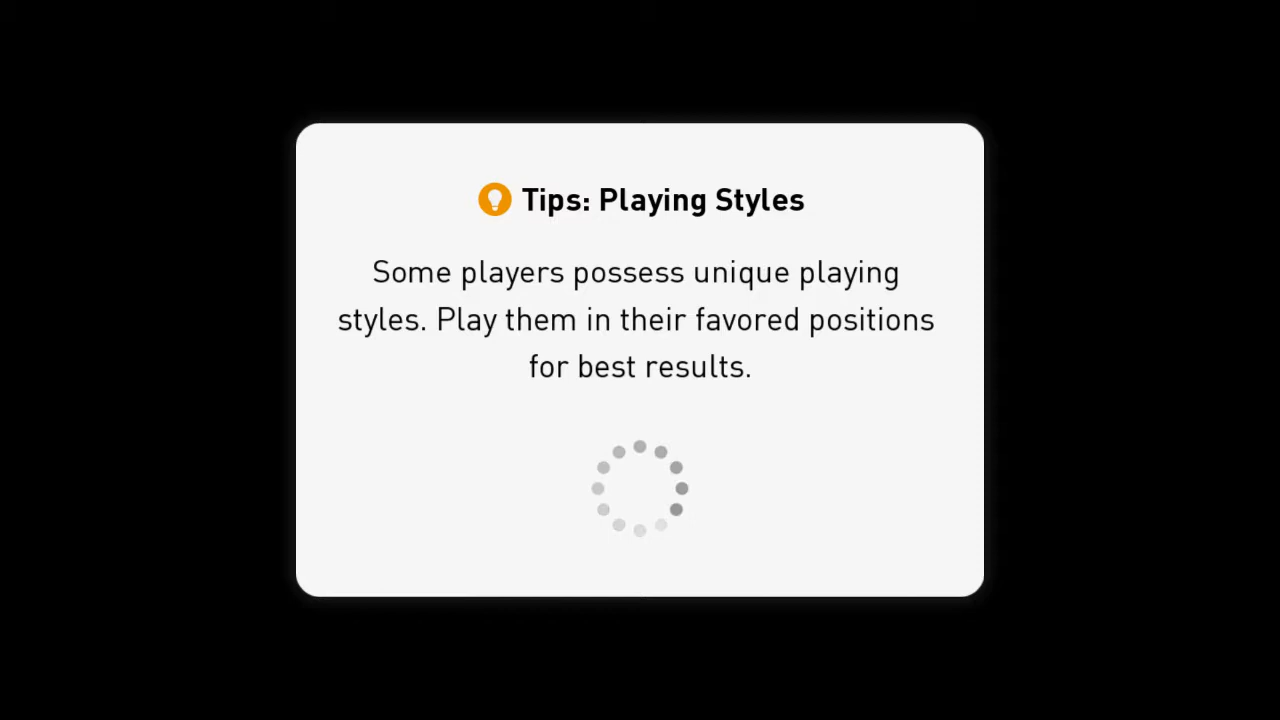 Tips: Playing Styles
Some players possess unique playing
styles. Play them in their favored positions
for best results.